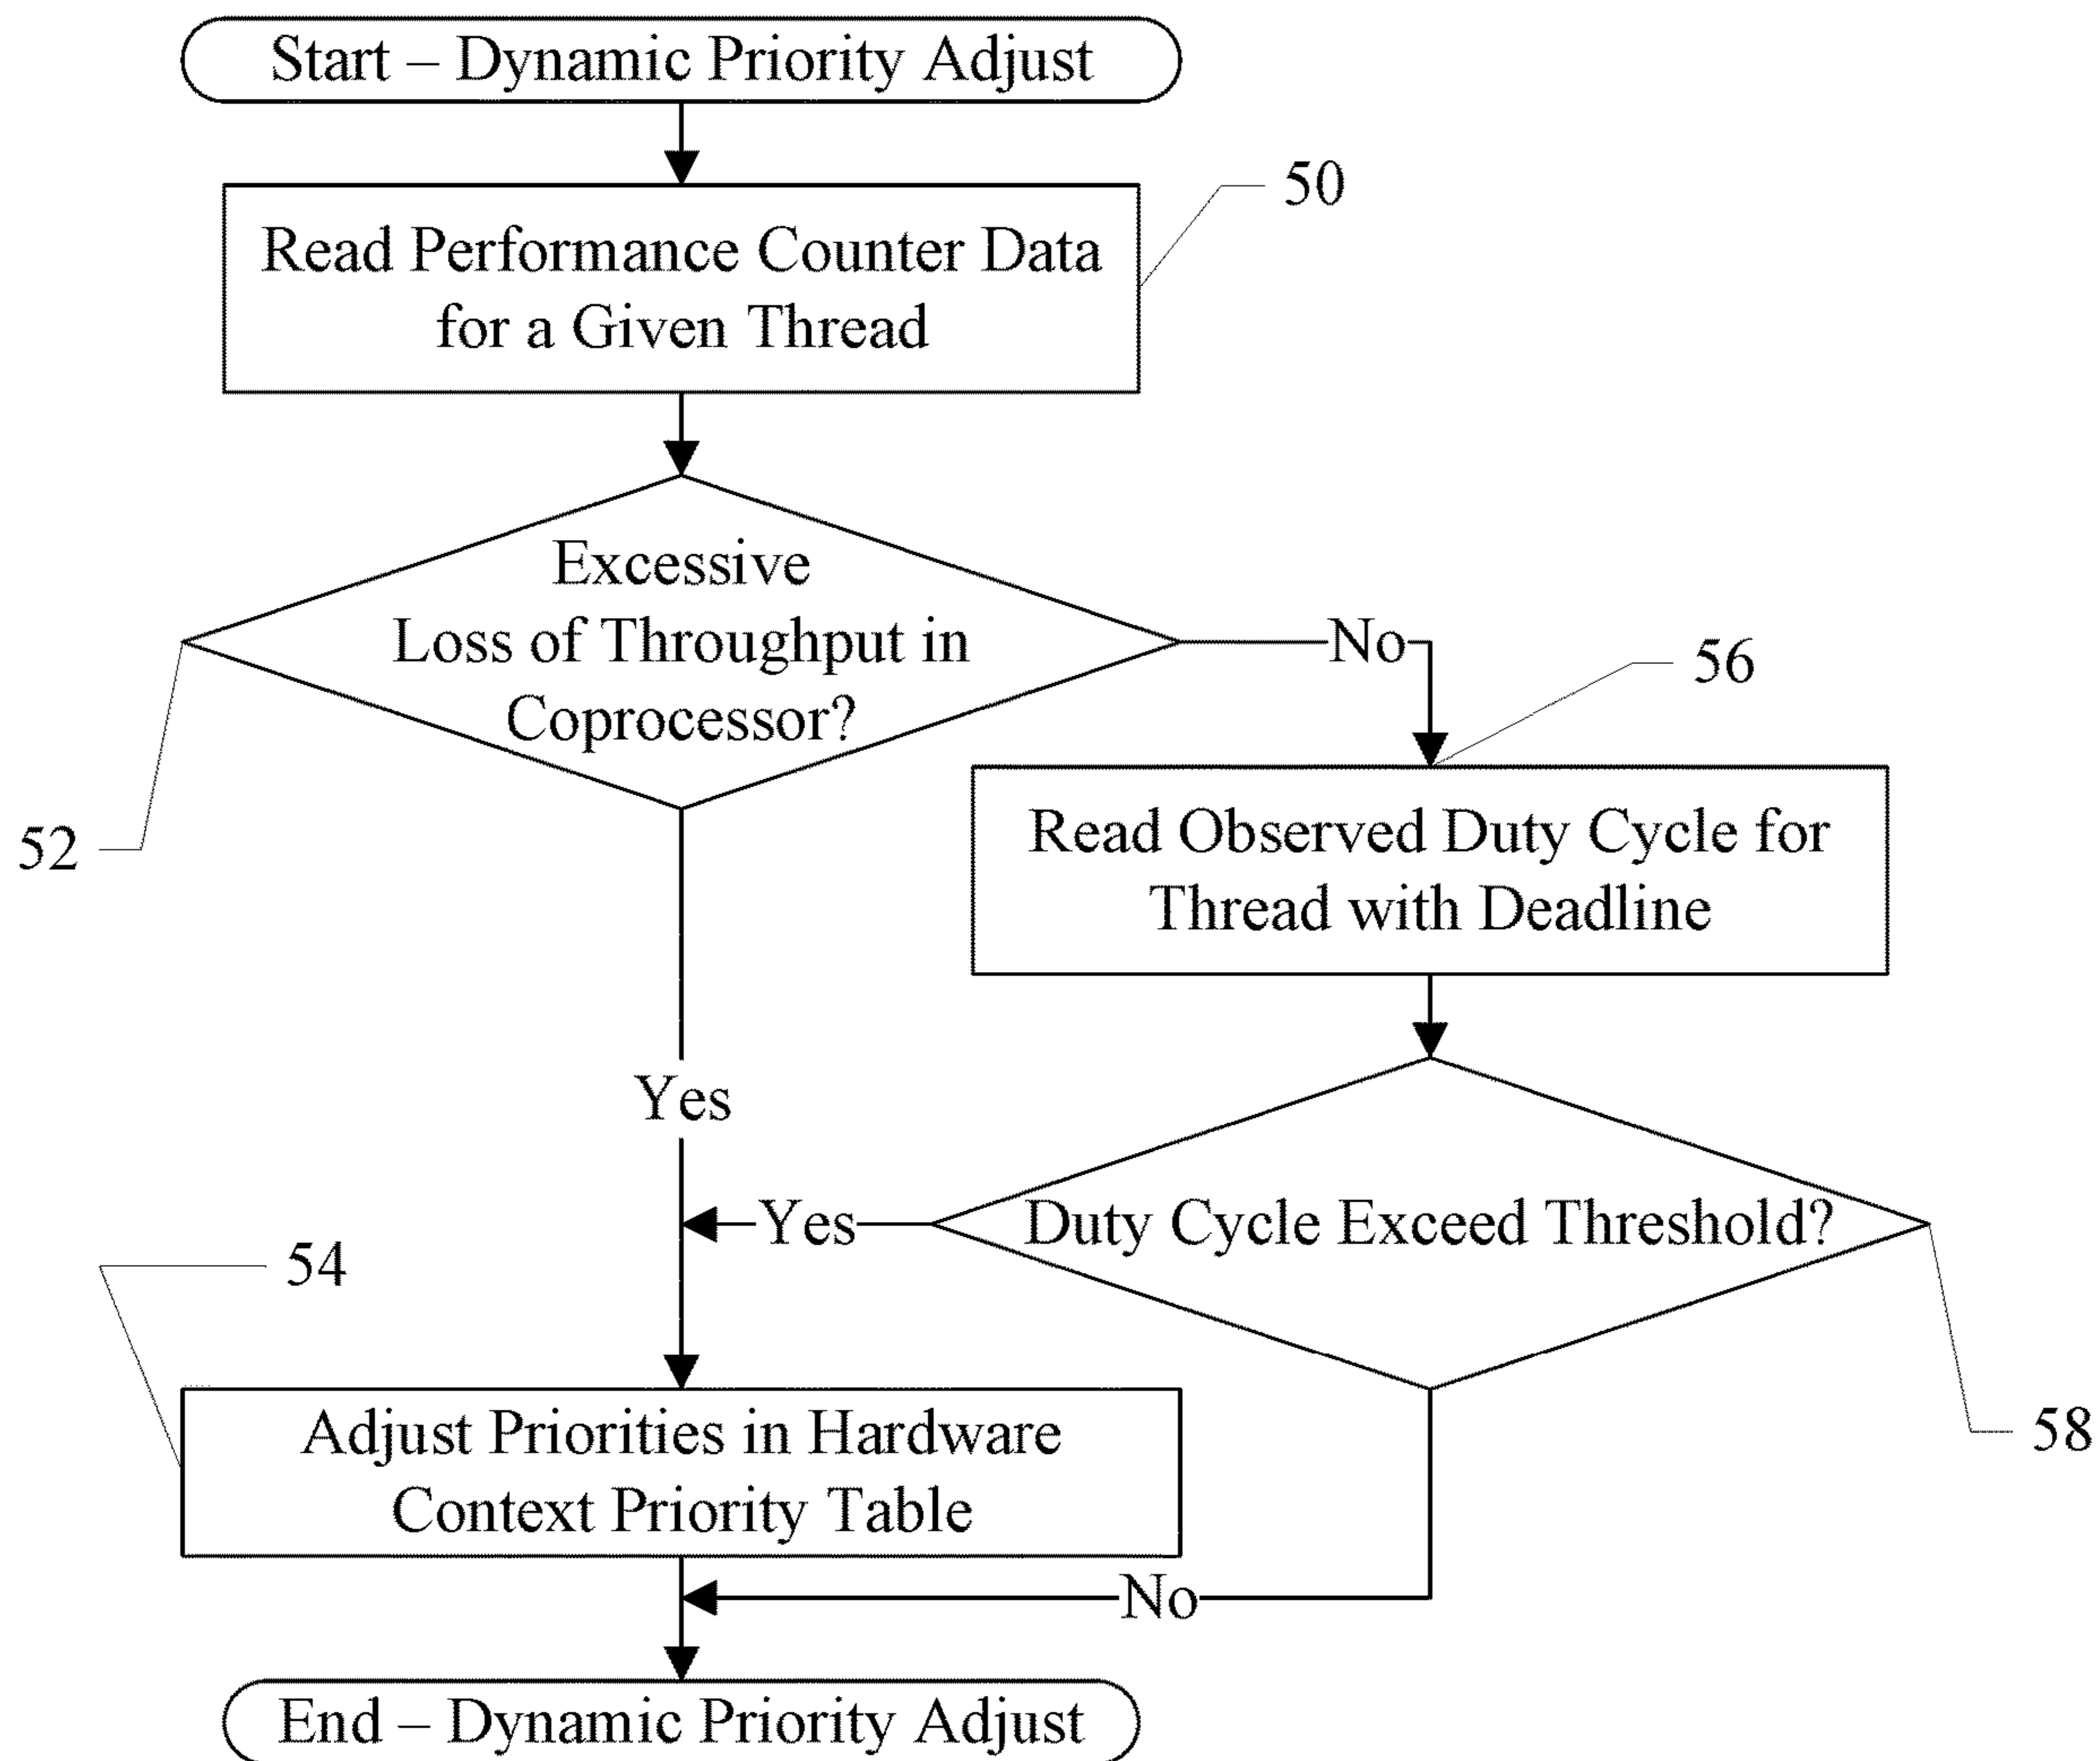 Start – Dynamic Priority Adjust
50
Read Performance Counter Data
for a Given Thread
Excessive
Loss of Throughput in
Coprocessor?
No
56
52
Read Observed Duty Cycle for
Thread with Deadline
Yes
Yes
Duty Cycle Exceed Threshold?
54
58
Adjust Priorities in Hardware
Context Priority Table
No
End – Dynamic Priority Adjust